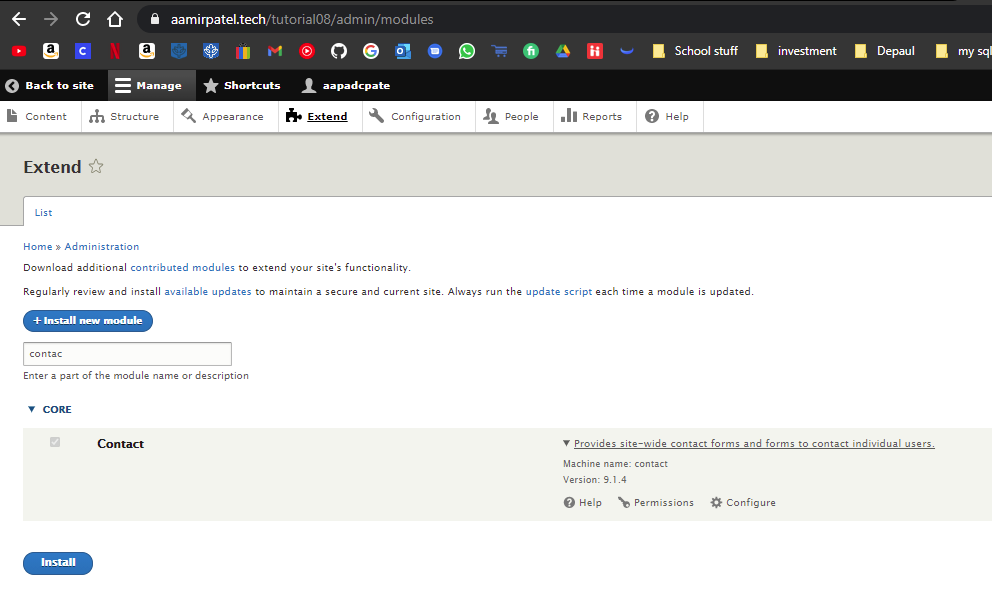 aamirpatel.tech/tutorial08/admin/modules
School stuff investment Depaul my sql
Back to site Manage Shortcuts aapadcpate
Content Structure Appearance Extend Configuration People Reports Help
Extend
List
Home » Administration
Download additional contributed modules to extend your site's functionality.
Regularly review and install available updates to maintain a secure and current site. Always run the update script each time a module is updated.
+ Install new module
contac
Enter a part of the module name or description
CORE
Contact
Provides site-wide contact forms and forms to contact individual users.
Machine name: contact
Version: 9.1.4
Help Permissions Configure
Install